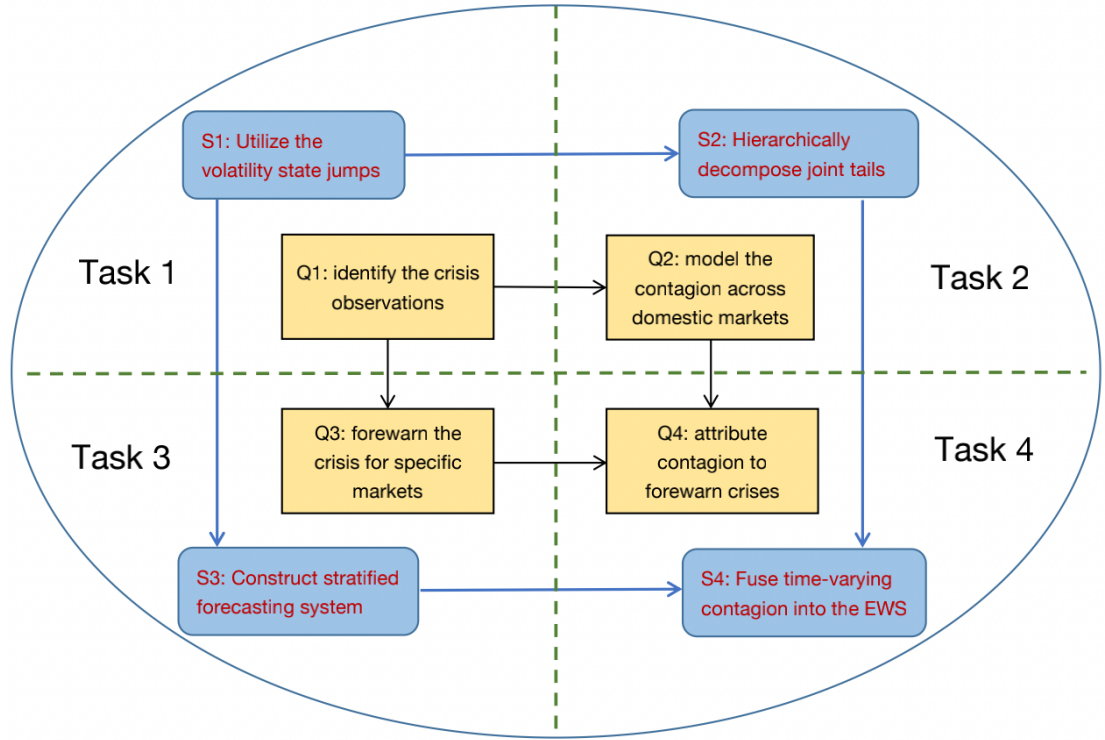 S1: Utilize the
volatility state jumps
S2: Hierarchically
decompose joint tails
Task 1
Q1: identify the crisis
observations
Q2: model the
contagion across
domestic markets
Task 2
Task 3
Q3: forewarn the
crisis for specific
markets
Q4: attribute
contagion to
forewarn crises
Task 4
S3: Construct stratified
forecasting system
S4: Fuse time-varying
contagion into the EWS